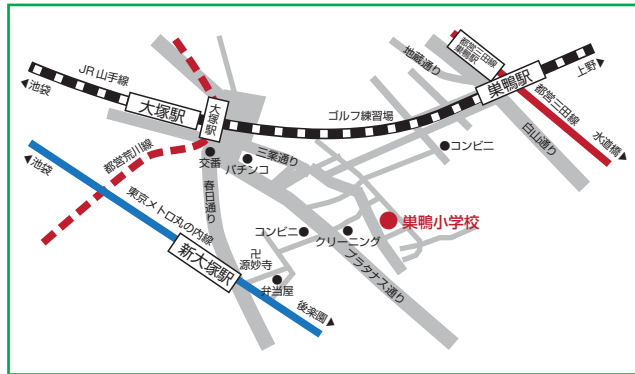 都営三田線
巣鴨駅
地蔵通り
上野▶
JR山手線
◀池袋
巣鴨駅
大塚駅
大塚駅
ゴルフ練習場
都営三田線
白山通り
水道橋▶
都営荒川線
◀池袋
交番
パチンコ
三業通り
コンビニ
東京メトロ丸の内線
春日通り
コンビニ
クリーニング
巣鴨小学校
新大塚駅
卍
源妙寺
弁当屋
プラタナス通り
後楽園▶